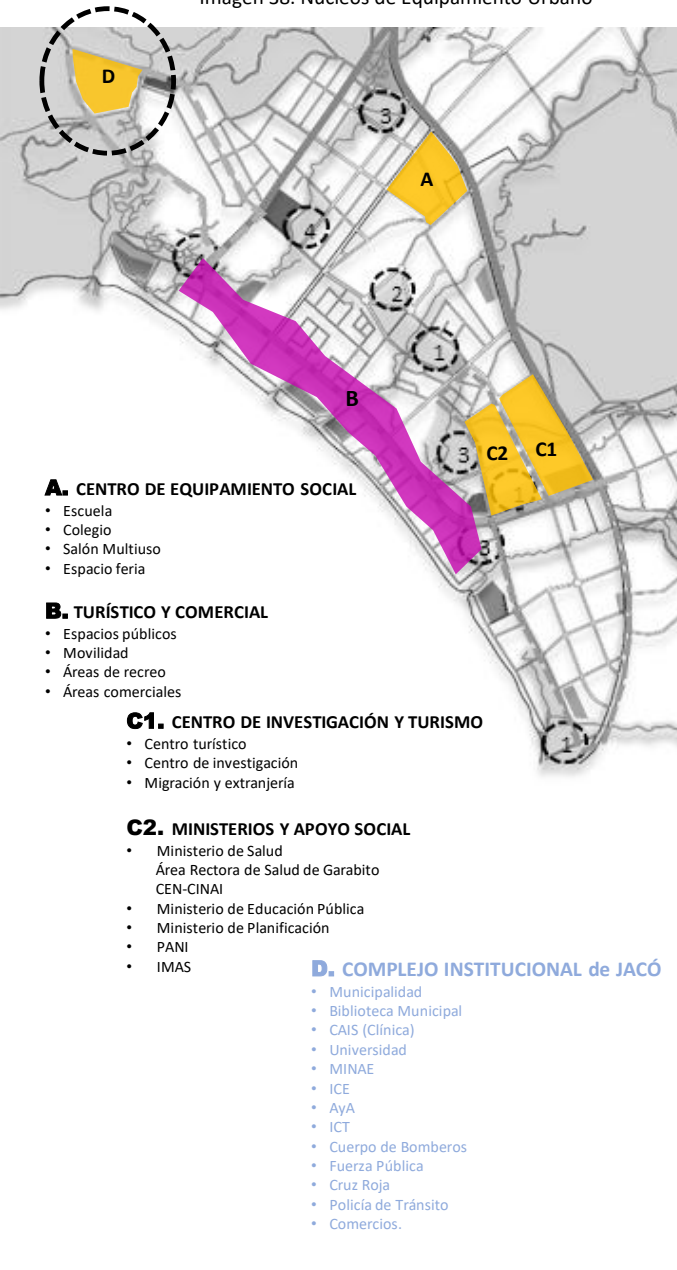 Imagen 38. Núcleos de Equipamiento Urbano
D
3
A
4
4
2
1
B
3
C2
C1
1
3
1
A. CENTRO DE EQUIPAMIENTO SOCIAL
• Escuela
• Colegio
• Salón Multiuso
• Espacio feria
B. TURÍSTICO Y COMERCIAL
• Espacios públicos
• Movilidad
• Áreas de recreo
• Áreas comerciales
C1. CENTRO DE INVESTIGACIÓN Y TURISMO
• Centro turístico
• Centro de investigación
• Migración y extranjería
C2. MINISTERIOS Y APOYO SOCIAL
• Ministerio de Salud
Área Rectora de Salud de Garabito
CEN-CINAI
• Ministerio de Educación Pública
• Ministerio de Planificación
• PANI
• IMAS
D. COMPLEJO INSTITUCIONAL de JACÓ
• Municipalidad
• Biblioteca Municipal
• CAIS (Clínica)
• Universidad
• MINAE
• ICE
• AyA
• ICT
• Cuerpo de Bomberos
• Fuerza Pública
• Cruz Roja
• Policía de Tránsito
• Comercios.